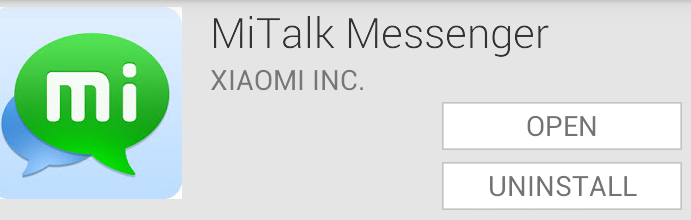 mi
MiTalk Messenger
XIAOMI INC.
OPEN
UNINSTALL